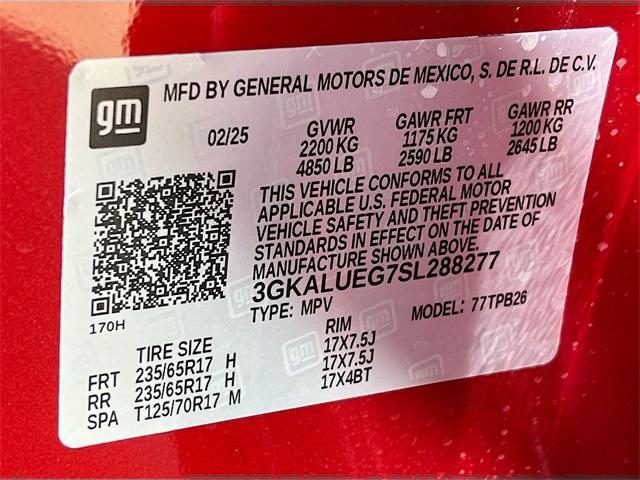 gm
MFD BY GENERAL MOTORS DE MEXICO, S. DE R.L. DE C.V.
02/25 GVWR GAWR FRT GAWR RR
2200 KG 1175 KG 1200 KG
4850 LB 2590 LB 2645 LB
THIS VEHICLE CONFORMS TO ALL
APPLICABLE U.S. FEDERAL MOTOR
VEHICLE SAFETY AND THEFT PREVENTION
STANDARDS IN EFFECT ON THE DATE OF
MANUFACTURE SHOWN ABOVE.
3GKALUEG7SL288277
TYPE: MPV MODEL: 77TPB26
170H
TIRE SIZE RIM
FRT 235/65R17 H 17X7.5J
RR 235/65R17 H 17X7.5J
SPA T125/70R17 M 17X4BT